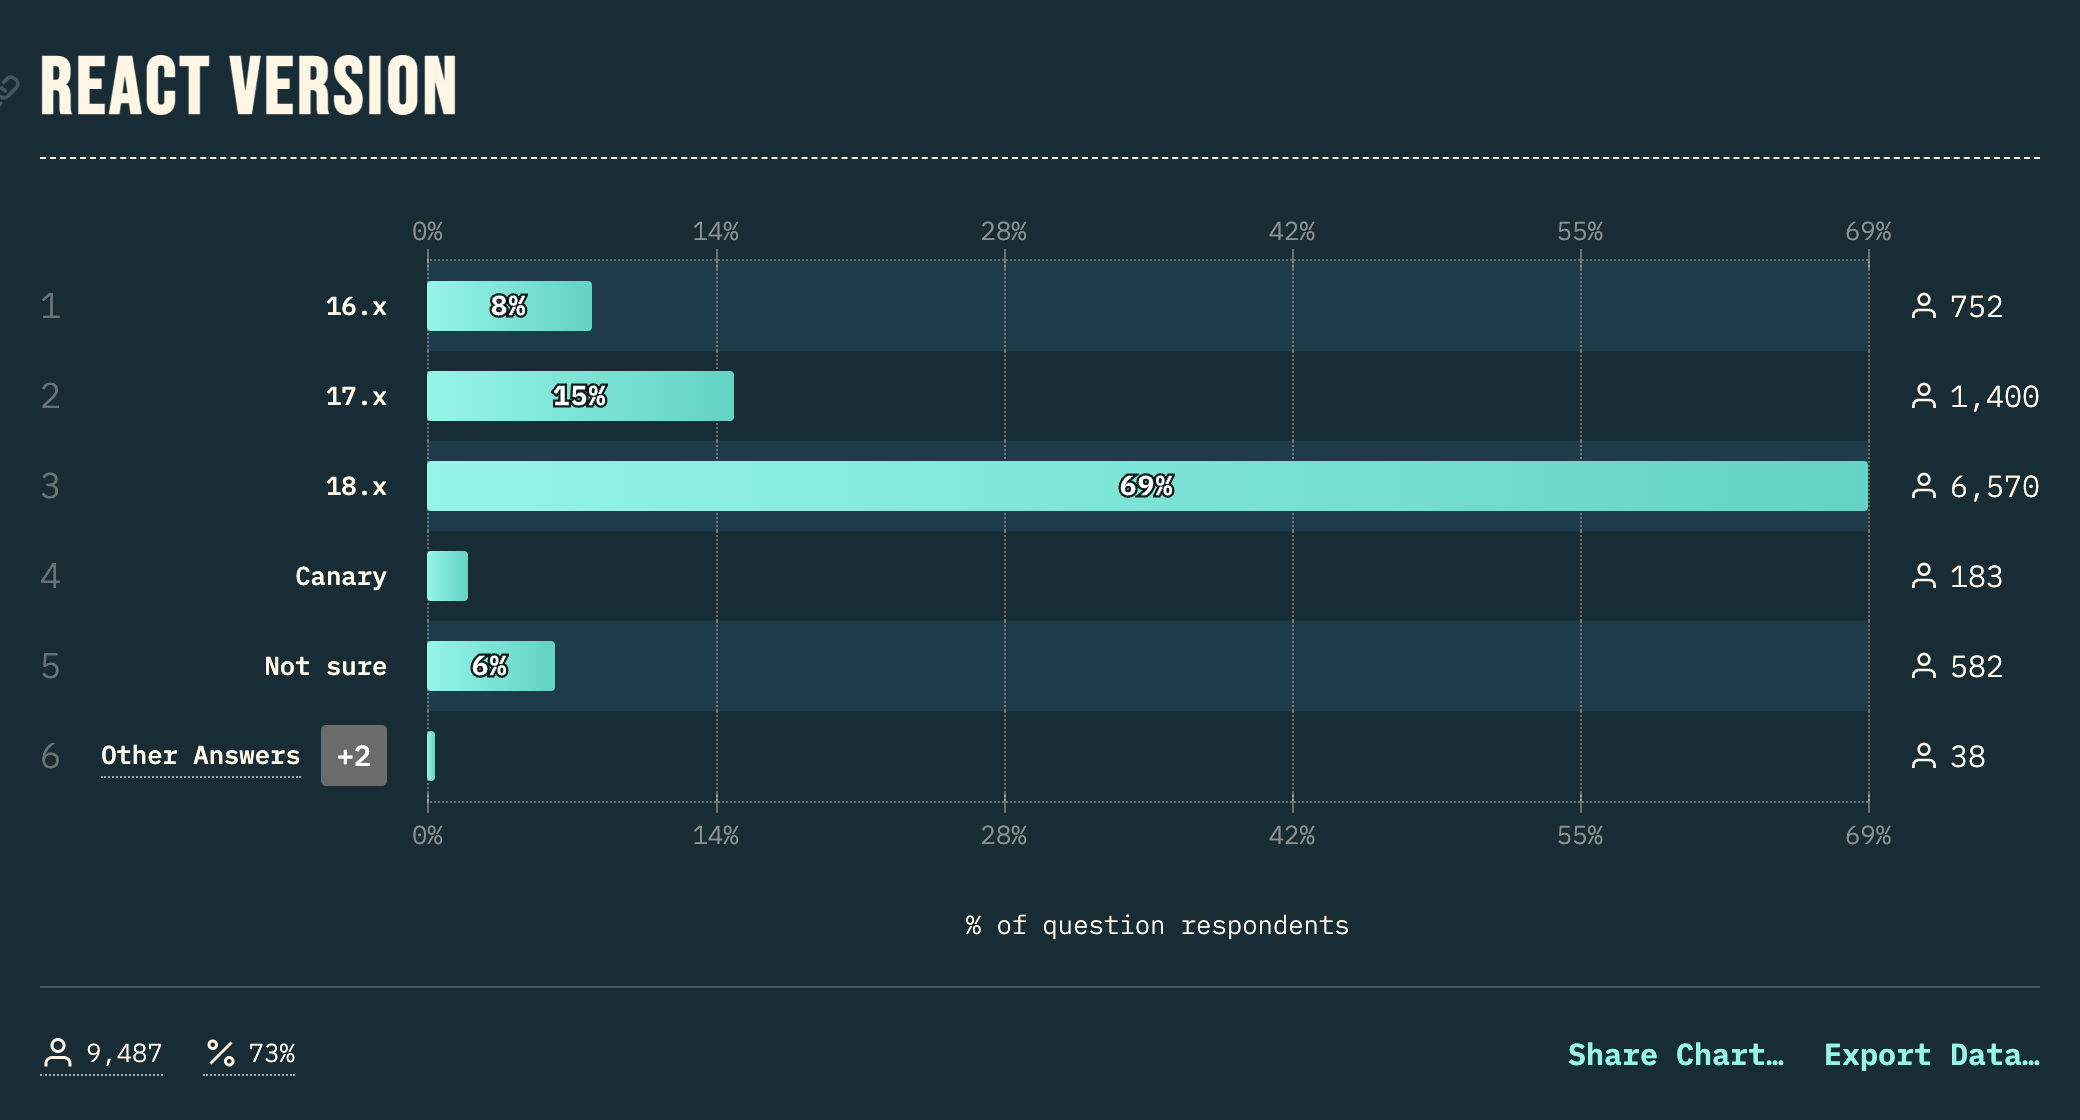 REACT VERSION
0% 14% 28% 42% 55% 69%
1 16.x 8% 752
2 17.x 15% 1,400
3 18.x 69% 6,570
4 Canary 183
5 Not sure 6% 582
6 Other Answers +2 38
0% 14% 28% 42% 55% 69%
% of question respondents
9,487 % 73% Share Chart… Export Data…